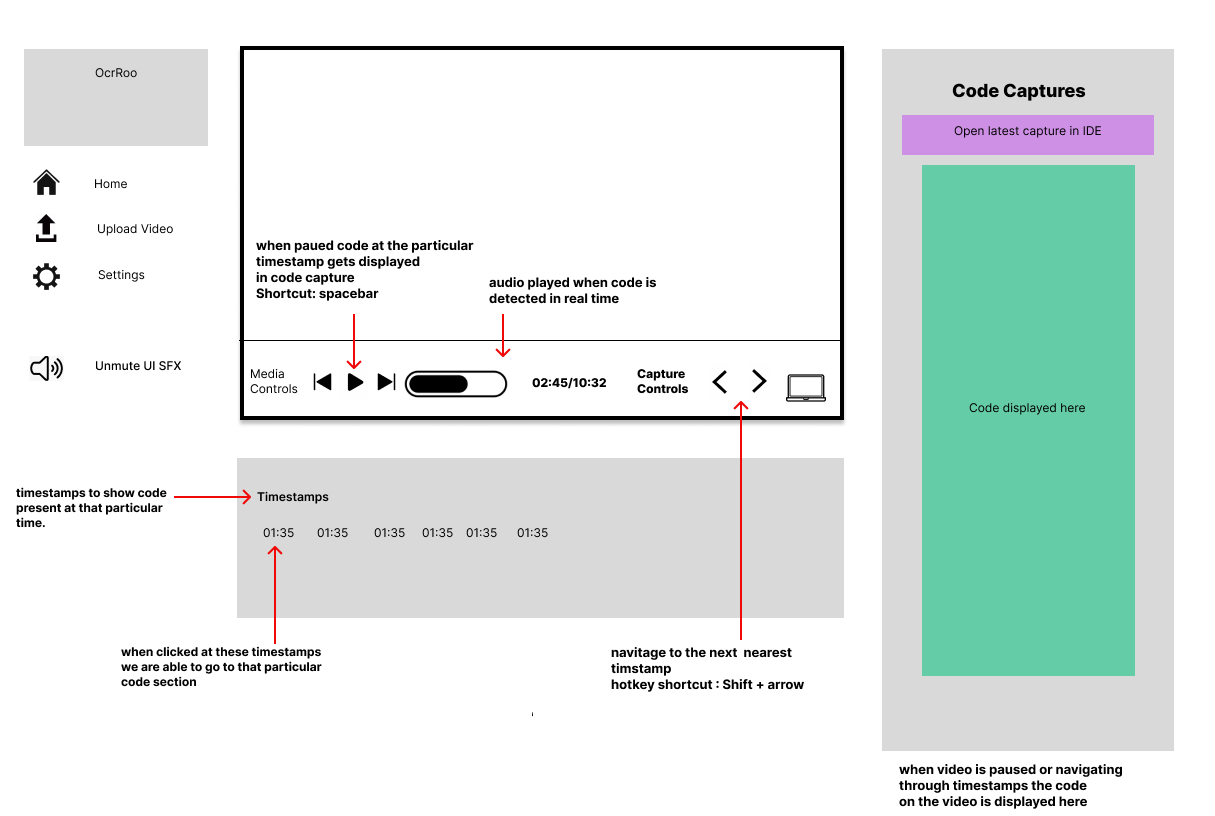 OcrRoo
Home
Upload Video
Settings
Unmute UI SFX
when paued code at the particular
timestamp gets displayed
in code capture
Shortcut: spacebar
audio played when code is
detected in real time
Media
Controls
02:45/10:32
Capture
Controls
timestamps to show code
present at that particular
time.
Timestamps
01:35 01:35 01:35 01:35 01:35 01:35
when clicked at these timestamps
we are able to go to that particular
code section
navitage to the next nearest
timstamp
hotkey shortcut : Shift + arrow
Code Captures
Open latest capture in IDE
Code displayed here
when video is paused or navigating
through timestamps the code
on the video is displayed here